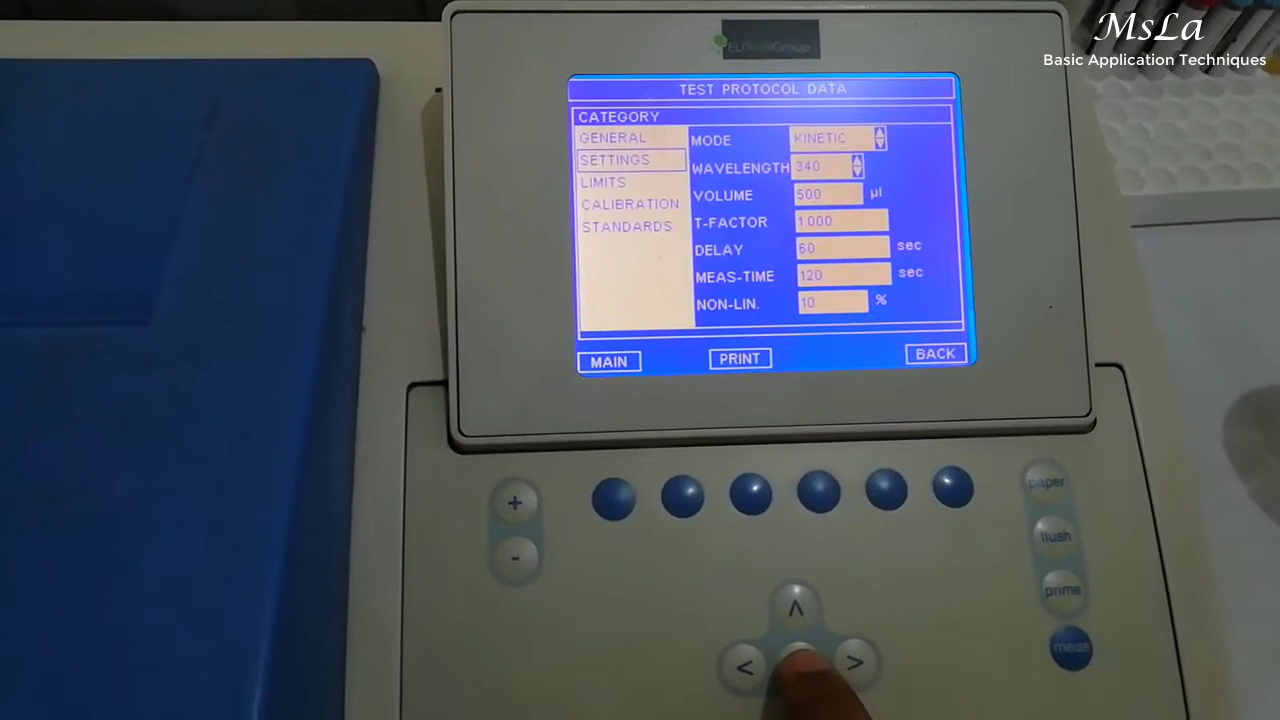 MsLa
Basic Application Techniques
ELITechGroup
TEST PROTOCOL DATA
CATEGORY
GENERAL
SETTINGS
LIMITS
CALIBRATION
STANDARDS
MODE KINETIC
WAVELENGTH 340
VOLUME 500 µl
T-FACTOR 1000
DELAY 60 sec
MEAS-TIME 120 sec
NON-LIN. 10 %
MAIN PRINT BACK
+
-
paper
flush
prime
meas